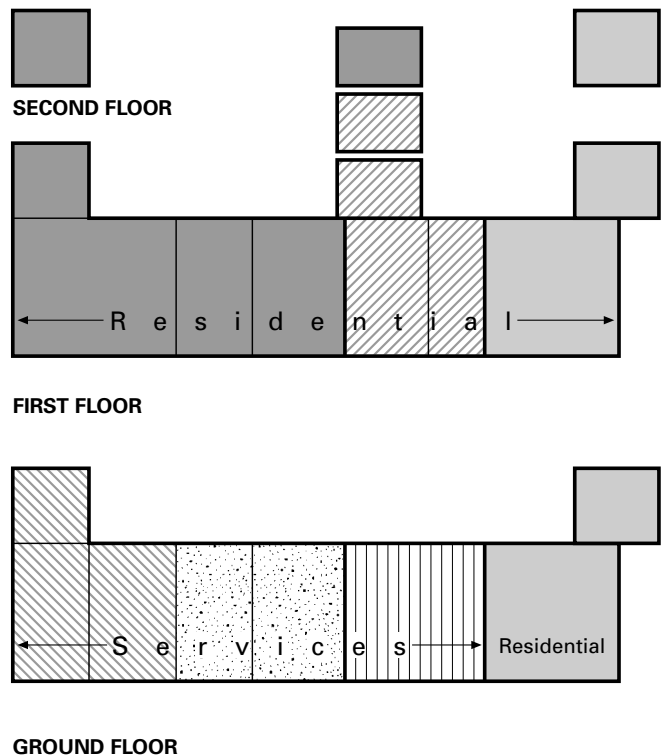 SECOND FLOOR
Residential
FIRST FLOOR
Services
Residential
GROUND FLOOR